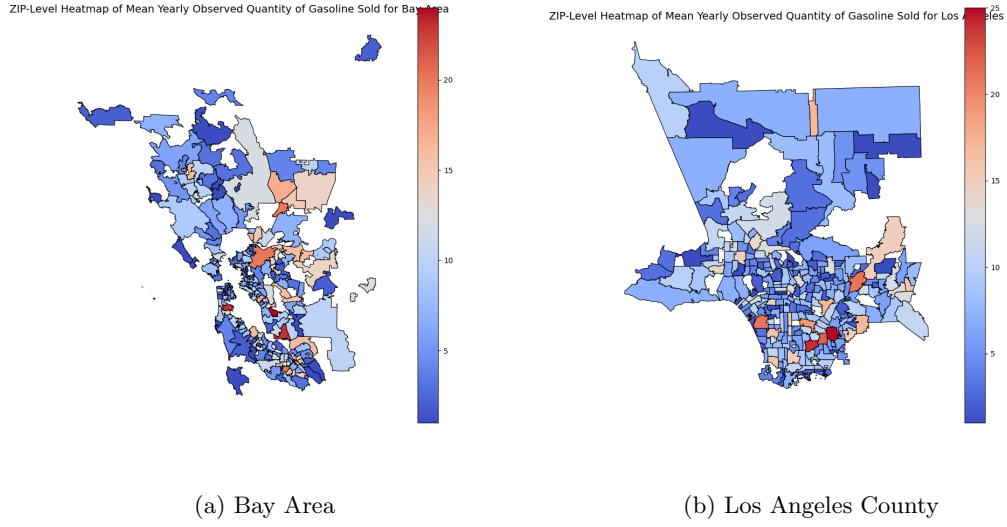 ZIP-Level Heatmap of Mean Yearly Observed Quantity of Gasoline Sold for Bay Area
20
15
10
5
(a) Bay Area
ZIP-Level Heatmap of Mean Yearly Observed Quantity of Gasoline Sold for Los Angeles
25
20
15
10
5
(b) Los Angeles County